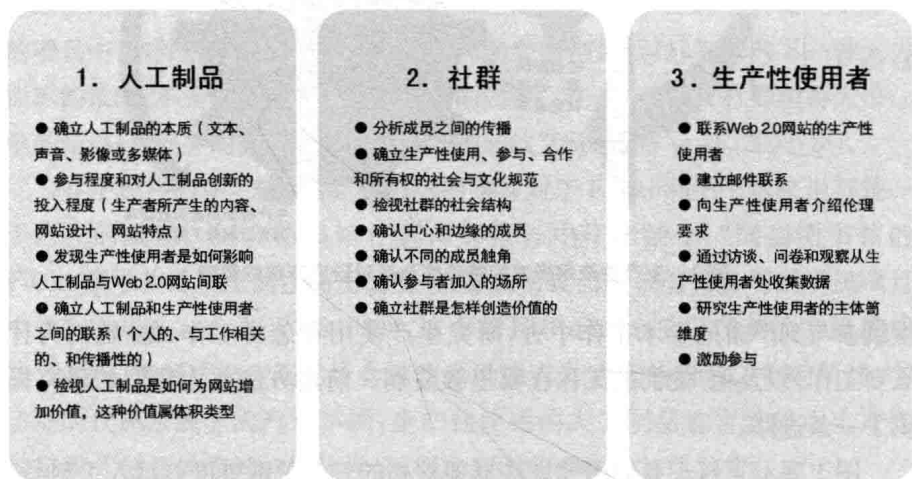 1. 人工制品
● 确立人工制品的本质（文本、
声音、影像或多媒体）
● 参与程度和对人工制品创新的
投入程度（生产者所产生的内容、
网站设计、网站特点）
● 发现生产性使用者是如何影响
人工制品与Web 2.0网站间联
● 确立人工制品和生产性使用者
之间的联系（个人的、与工作相关
的、和传播性的）
● 检视人工制品是如何为网站增
加价值，这种价值属体积类型
2. 社群
● 分析成员之间的传播
● 确立生产性使用、参与、合作
和所有权的社会与文化规范
● 检视社群的社会结构
● 确认中心和边缘的成员
● 确认不同的成员触角
● 确认参与者加入的场所
● 确立社群是怎样创造价值的
3. 生产性使用者
● 联系Web 2.0网站的生产性
使用者
● 建立邮件联系
● 向生产性使用者介绍伦理
要求
● 通过访谈、问卷和观察从生
产性使用者处收集数据
● 研究生产性使用者的主体简
维度
● 激励参与